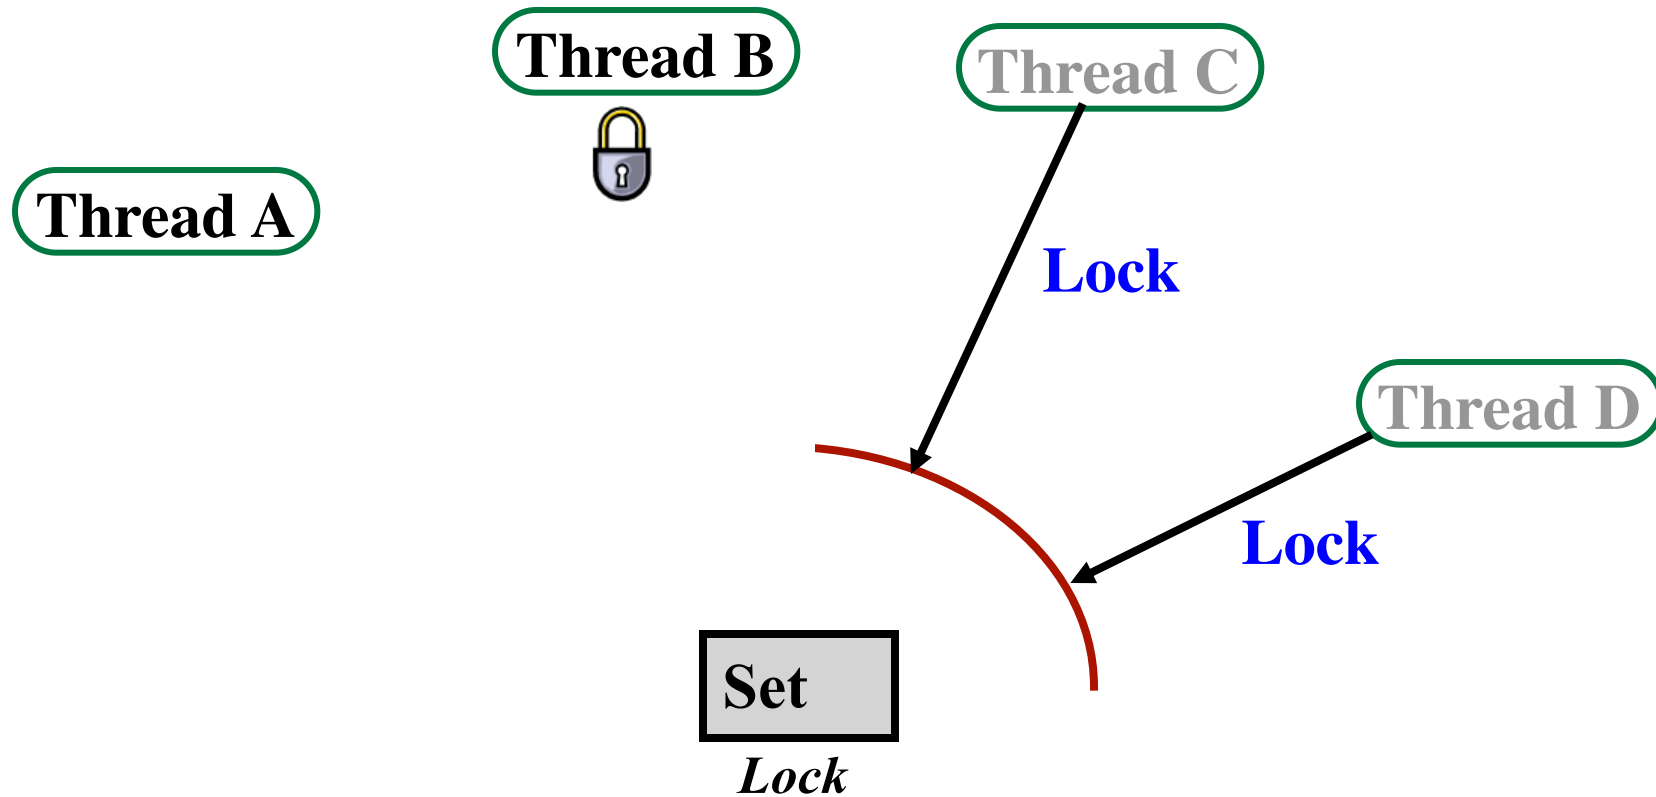 Thread B
Thread C
Thread A
Lock
Thread D
Lock
Set
Lock